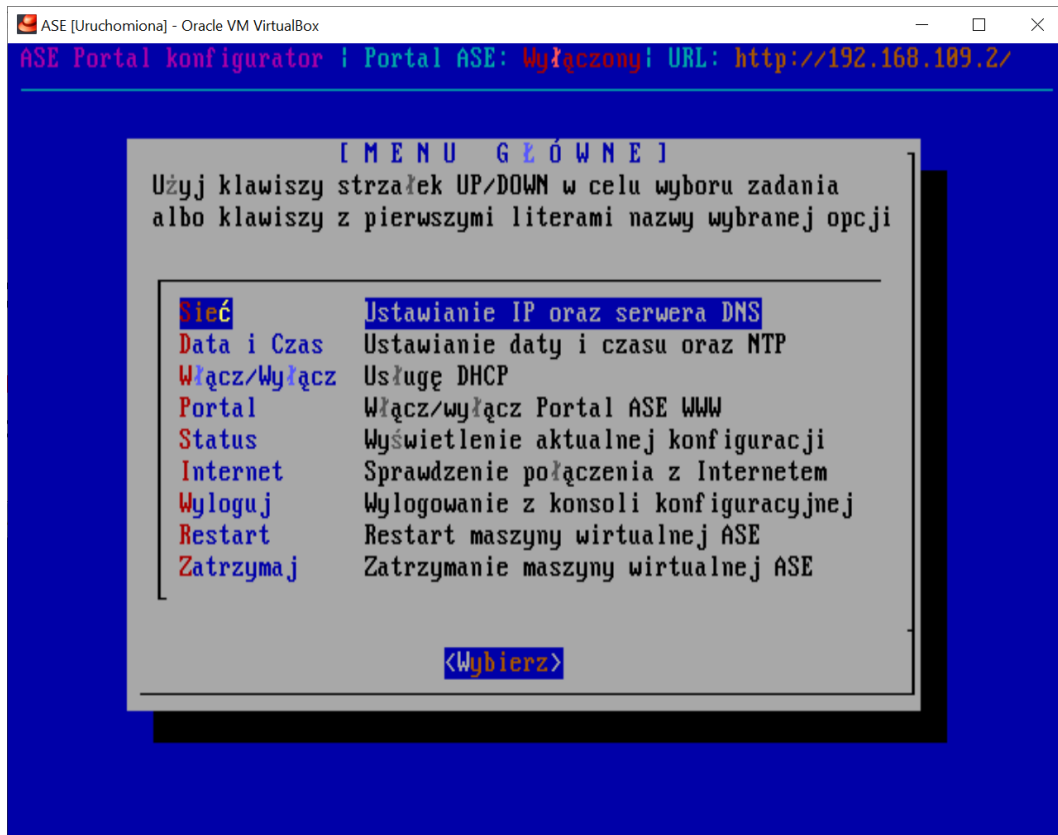 ASE [Uruchomiona] - Oracle VM VirtualBox
ASE Portal konfigurator | Portal ASE: Wyłączony| URL: http://192.168.109.2/
[ M E N U   G Ł Ó W N E ]
Użyj klawiszy strzałek UP/DOWN w celu wyboru zadania
albo klawiszy z pierwszymi literami nazwy wybranej opcji
Sieć Ustawianie IP oraz serwera DNS
Data i Czas Ustawianie daty i czasu oraz NTP
Włącz/Wyłącz Usługę DHCP
Portal Włącz/wyłącz Portal ASE WWW
Status Wyświetlenie aktualnej konfiguracji
Internet Sprawdzenie połączenia z Internetem
Wyloguj Wylogowanie z konsoli konfiguracyjnej
Restart Restart maszyny wirtualnej ASE
Zatrzymaj Zatrzymanie maszyny wirtualnej ASE
<Wybierz>